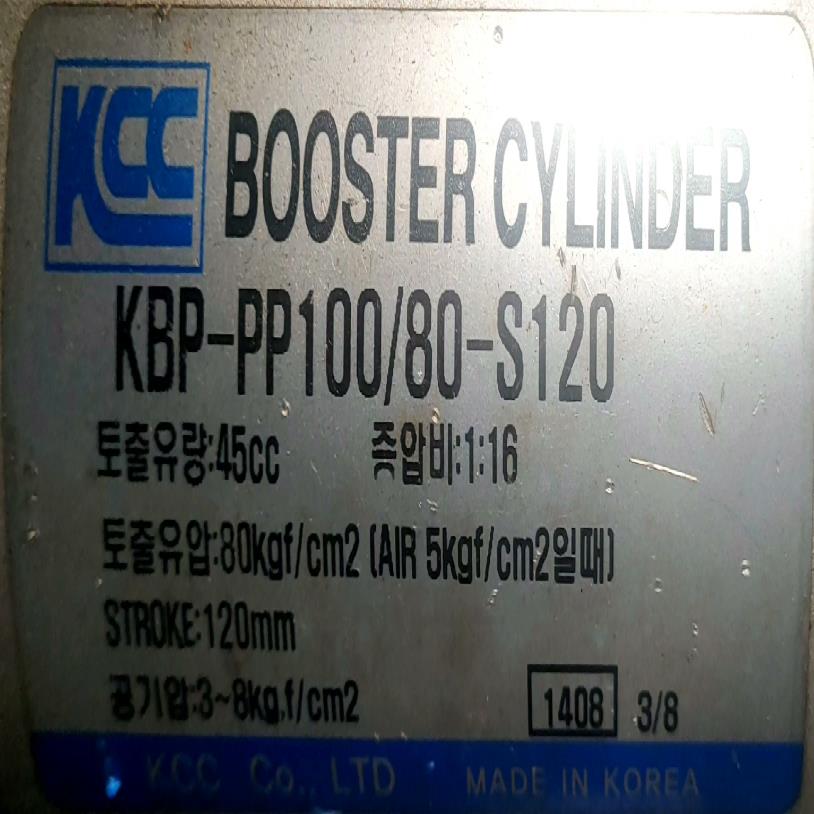 KCC BOOSTER CYLINDER
KBP-PP100/80-S120
토출유량:45cc 증압비:1:16
토출유압:80kgf/cm2 (AIR 5kgf/cm2일때)
STROKE:120mm
공기압:3~8kg.f/cm2 1408 3/8
KCC Co., LTD MADE IN KOREA